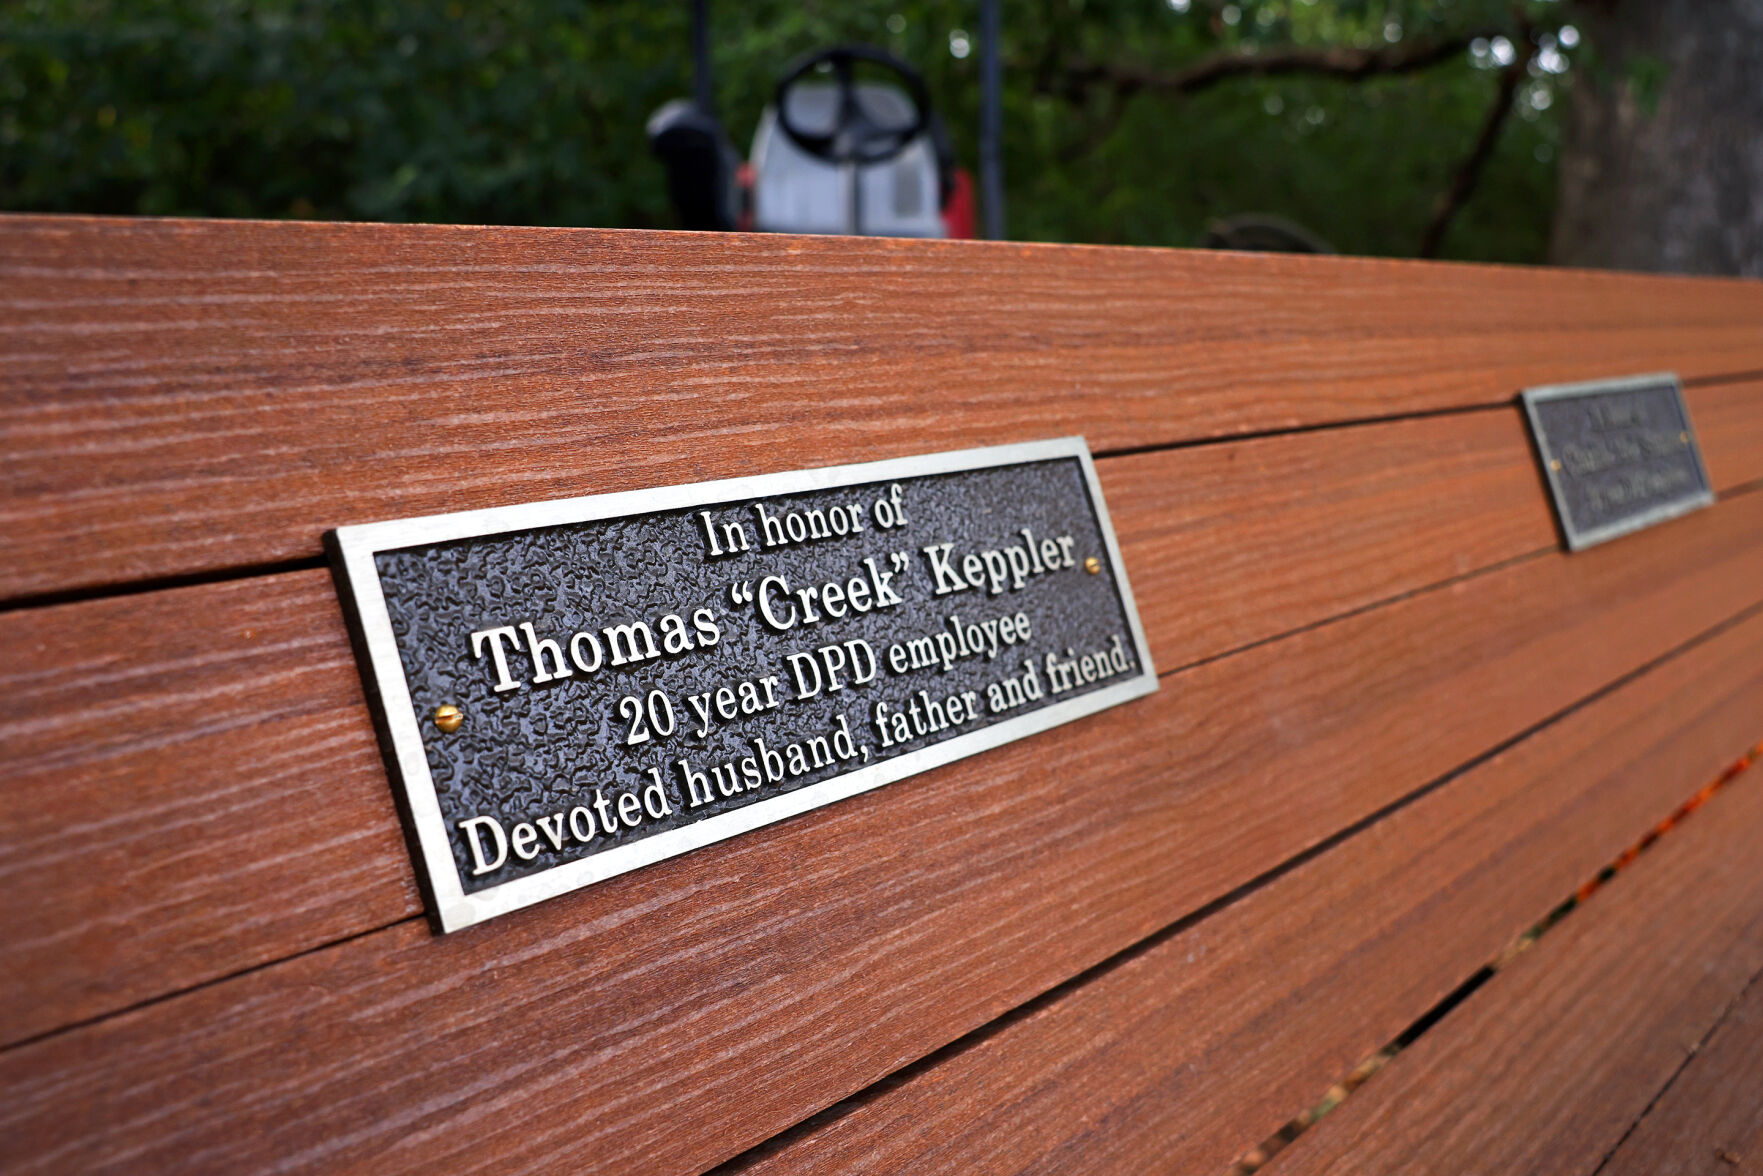 In honor of
Thomas “Creek” Keppler
20 year DPD employee
Devoted husband, father and friend.